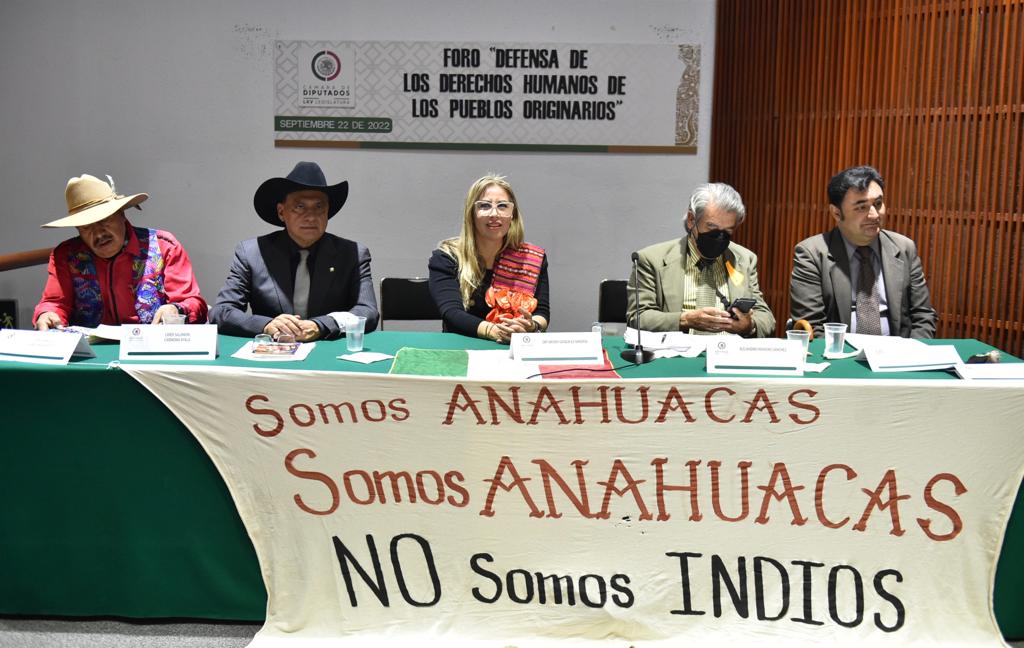 FORO "DEFENSA DE
LOS DERECHOS HUMANOS DE
LOS PUEBLOS ORIGINARIOS"
CÁMARA DE
DIPUTADOS
LXV LEGISLATURA
SEPTIEMBRE 22 DE 2022
Somos ANAHUACAS
Somos ANAHUACAS
NO Somos INDIOS